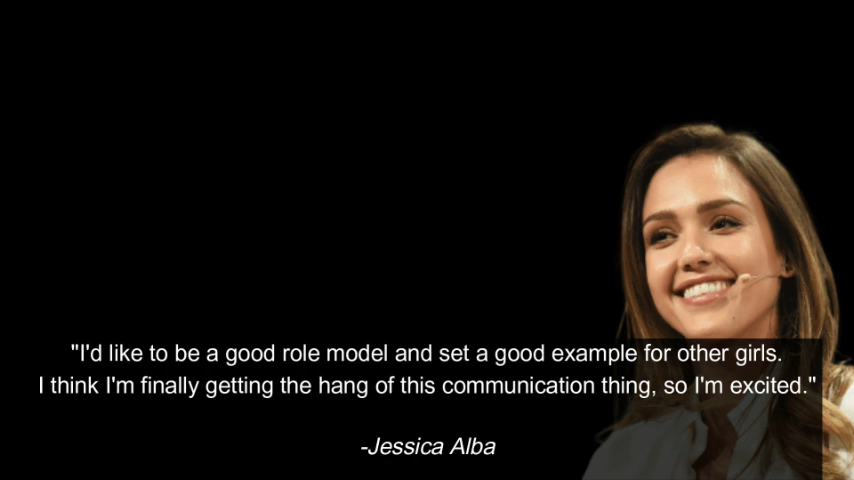 "I'd like to be a good role model and set a good example for other girls.
I think I'm finally getting the hang of this communication thing, so I'm excited."
-Jessica Alba